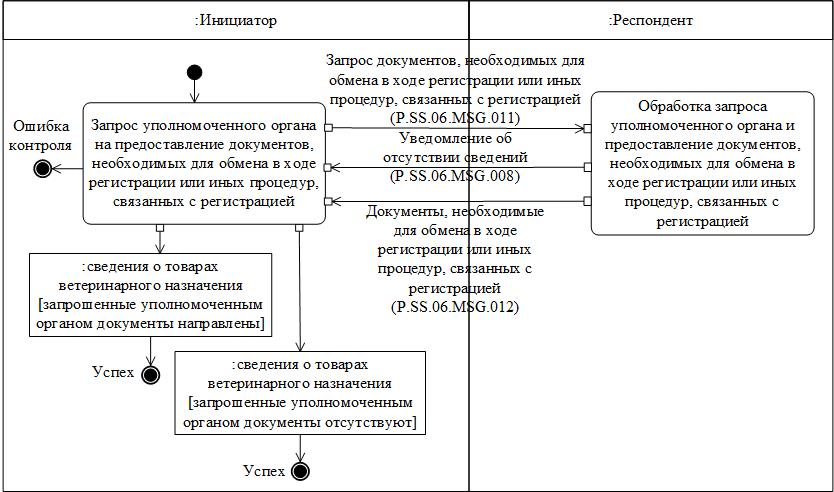 :Инициатор
:Респондент
Запрос документов, необходимых для
обмена в ходе регистрации или иных
процедур, связанных с регистрацией
(P.SS.06.MSG.011)
Ошибка
контроля
Запрос уполномоченного органа
на предоставление документов,
необходимых для обмена в ходе
регистрации или иных процедур,
связанных с регистрацией
Уведомление об
отсутствии сведений
(P.SS.06.MSG.008)
Обработка запроса
уполномоченного органа и
предоставление документов,
необходимых для обмена в
ходе регистрации или иных
процедур, связанных с
регистрацией
Документы, необходимые
для обмена в ходе
регистрации или иных
процедур, связанных с
регистрацией
(P.SS.06.MSG.012)
:сведения о товарах
ветеринарного назначения
[запрошенные уполномоченным
органом документы направлены]
Успех
:сведения о товарах
ветеринарного назначения
[запрошенные уполномоченным
органом документы отсутствуют]
Успех